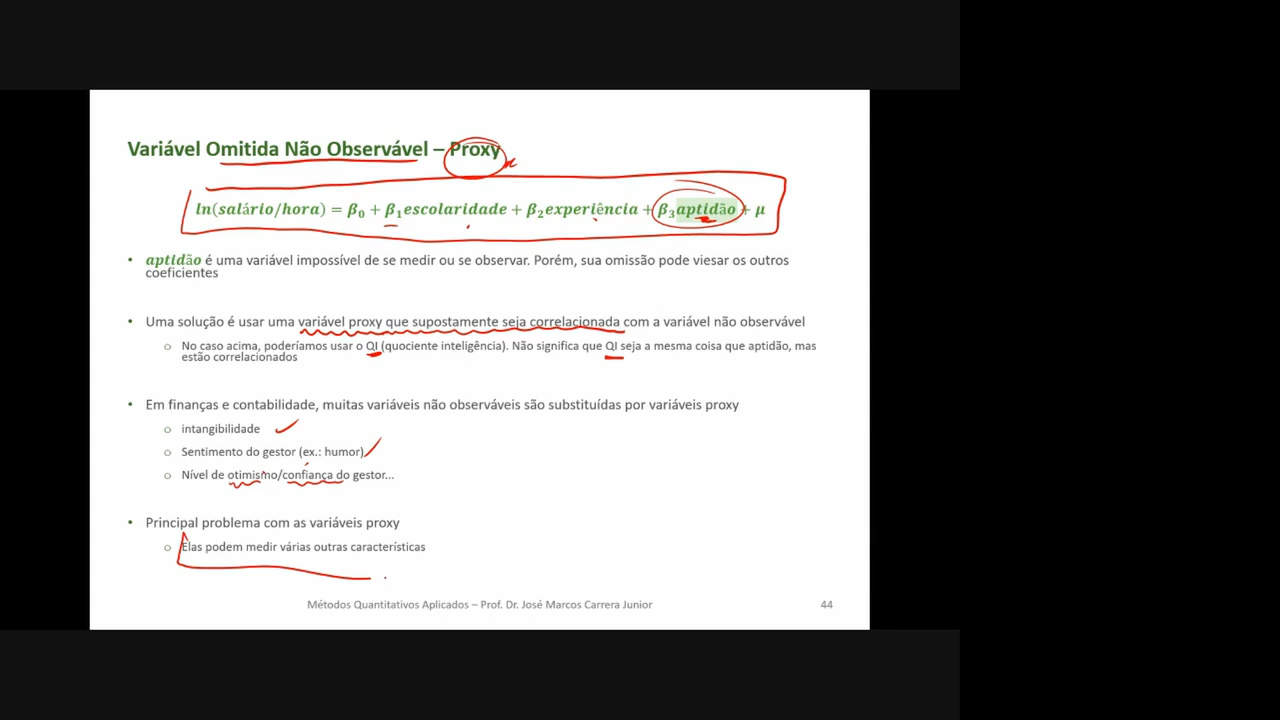 Variável Omitida Não Observável – Proxy
ln(salário/hora) = β₀ + β₁escolaridade + β₂experiência + β₃aptidão + μ
• aptidão é uma variável impossível de se medir ou se observar. Porém, sua omissão pode viesar os outros
coeficientes
• Uma solução é usar uma variável proxy que supostamente seja correlacionada com a variável não observável
o No caso acima, poderíamos usar o QI (quociente inteligência). Não significa que QI seja a mesma coisa que aptidão, mas
estão correlacionados
• Em finanças e contabilidade, muitas variáveis não observáveis são substituídas por variáveis proxy
o intangibilidade
o Sentimento do gestor (ex.: humor)
o Nível de otimismo/confiança do gestor...
• Principal problema com as variáveis proxy
o Elas podem medir várias outras características
Métodos Quantitativos Aplicados – Prof. Dr. José Marcos Carrera Junior
44